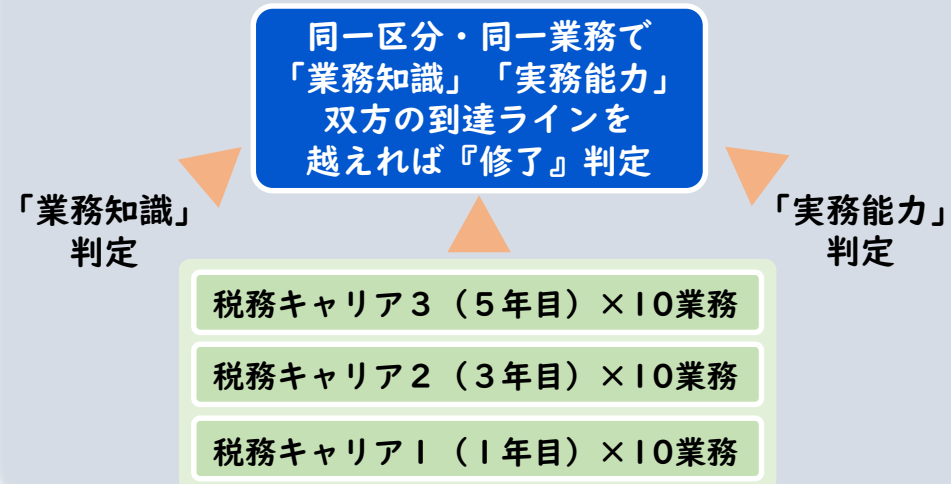 同一区分・同一業務で
「業務知識」「実務能力」
双方の到達ラインを
越えれば『修了』判定
「業務知識」
判定
「実務能力」
判定
税務キャリア３（５年目）×10業務
税務キャリア２（３年目）×10業務
税務キャリア１（１年目）×10業務